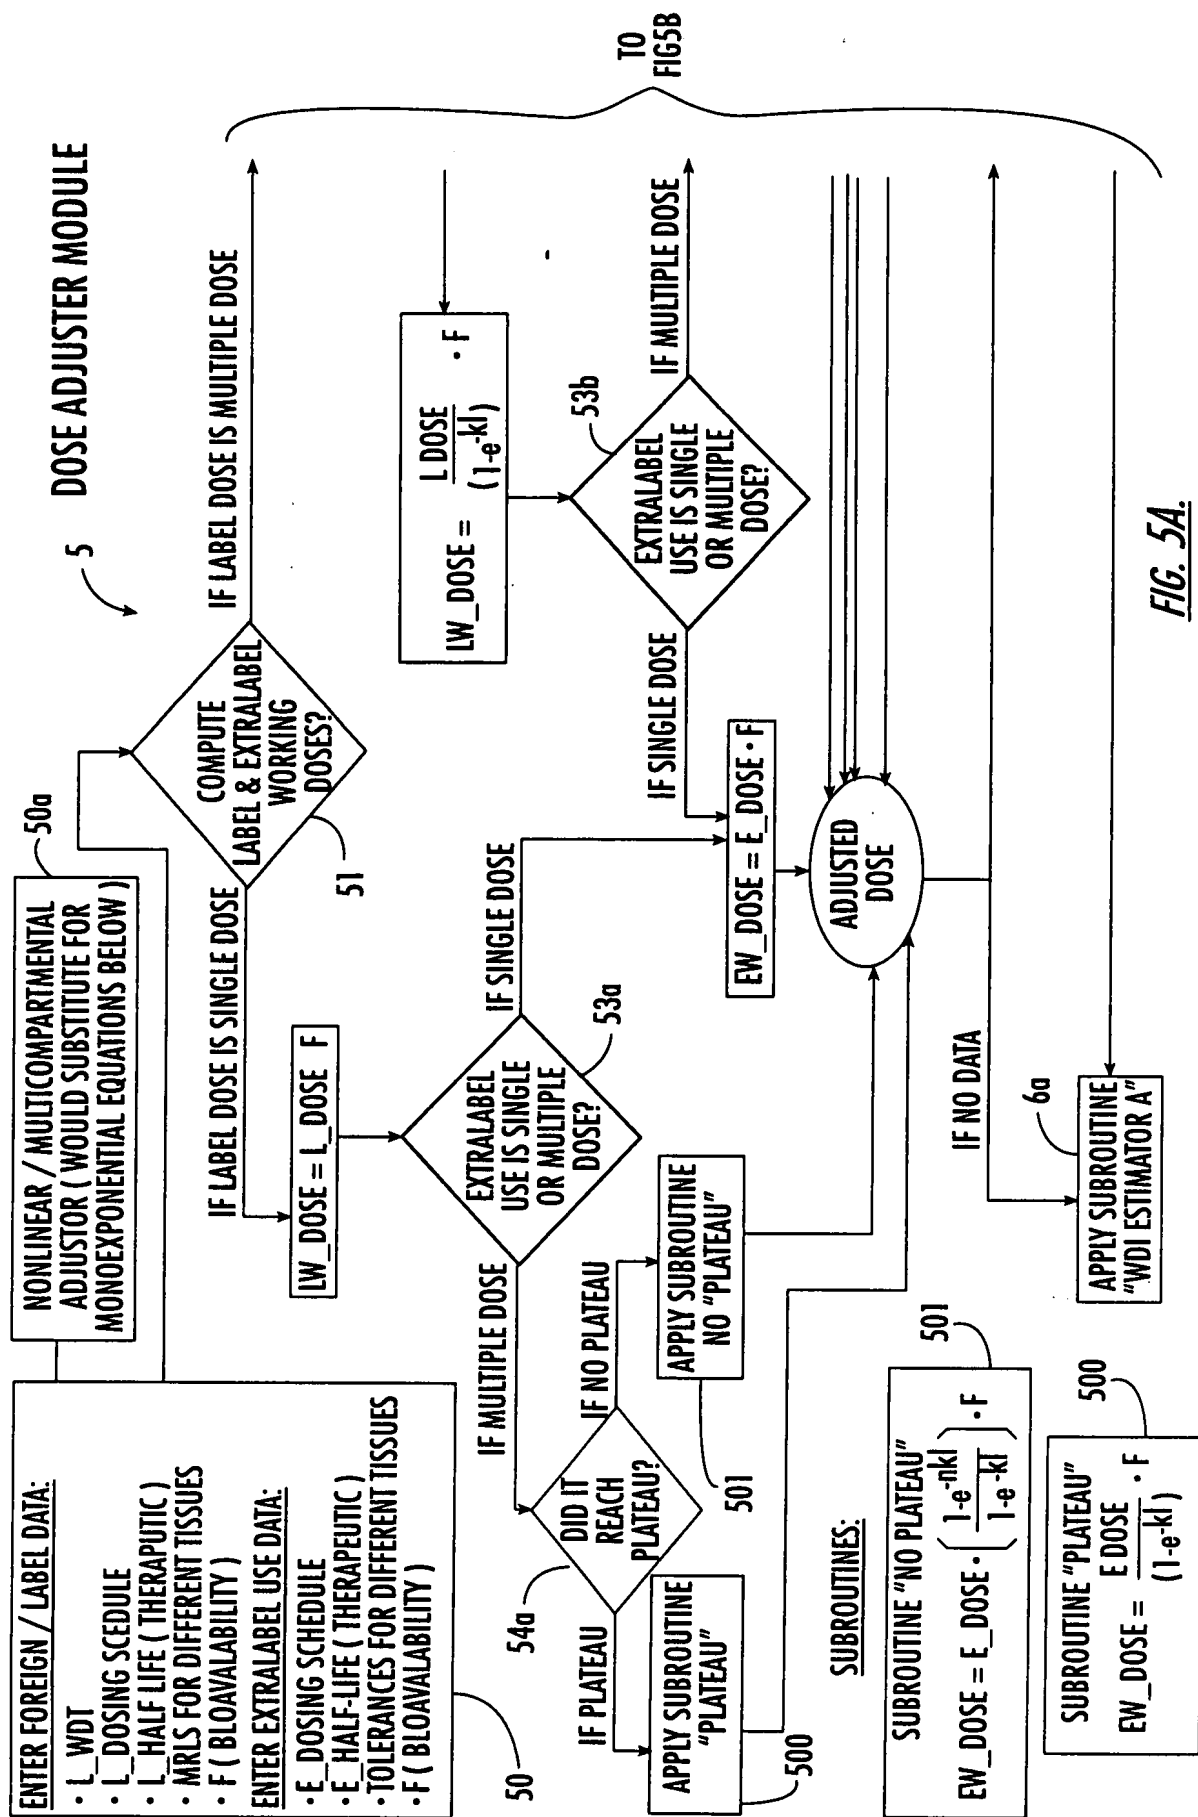 5 DOSE ADJUSTER MODULE
ENTER FOREIGN / LABEL DATA:
· L_WDT
· L_DOSING SCEDULE
· L_HALF LIFE ( THERAPUTIC )
· MRLS FOR DIFFERENT TISSUES
· F ( BLOAVALABILITY )
ENTER EXTRALABEL USE DATA:
· E_DOSING SCHEDULE
· E_HALF-LIFE ( THERAPEUTIC )
· TOLERANCES FOR DIFFERENT TISSUES
· F ( BLOAVALABILITY )
50
NONLINEAR / MULTICOMPARTMENTAL
ADJUSTOR ( WOULD SUBSTITUTE FOR
MONOEXPONENTIAL EQUATIONS BELOW )
50a
COMPUTE
LABEL & EXTRALABEL
WORKING
DOSES?
51
IF LABEL DOSE IS SINGLE DOSE
IF LABEL DOSE IS MULTIPLE DOSE
TO
FIG5B
LW_DOSE = L_DOSE F
LW_DOSE = L DOSE / (1-e^-kl) · F
EXTRALABEL
USE IS SINGLE
OR MULTIPLE
DOSE?
53a
EXTRALABEL
USE IS SINGLE
OR MULTIPLE
DOSE?
53b
IF MULTIPLE DOSE
IF SINGLE DOSE
IF SINGLE DOSE
IF MULTIPLE DOSE
DID IT
REACH
PLATEAU?
54a
IF PLATEAU
IF NO PLATEAU
APPLY SUBROUTINE
"PLATEAU"
500
APPLY SUBROUTINE
NO "PLATEAU"
501
EW_DOSE = E_DOSE · F
ADJUSTED
DOSE
IF NO DATA
SUBROUTINES:
SUBROUTINE "NO PLATEAU"
EW_DOSE = E_DOSE · ( 1-e^-nkl / 1-e^-kl ) · F
501
SUBROUTINE "PLATEAU"
EW_DOSE = E DOSE / (1-e^-kl) · F
500
APPLY SUBROUTINE
"WDI ESTIMATOR A"
6a
FIG. 5A.